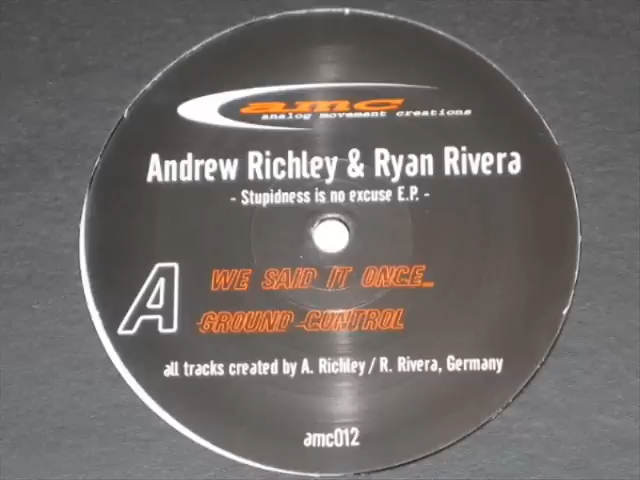 amc
analog movement creations
Andrew Richley & Ryan Rivera
- Stupidness is no excuse E.P. -
A
WE SAID IT ONCE...
GROUND CONTROL
all tracks created by A. Richley / R. Rivera, Germany
amc012